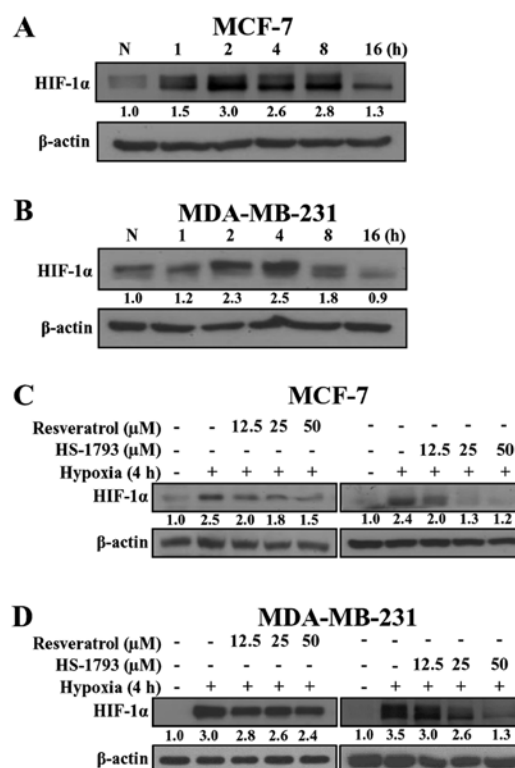 A
MCF-7
N 1 2 4 8 16 (h)
HIF-1α
1.0 1.5 3.0 2.6 2.8 1.3
β-actin
B
MDA-MB-231
N 1 2 4 8 16 (h)
HIF-1α
1.0 1.2 2.3 2.5 1.8 0.9
β-actin
C
MCF-7
Resveratrol (μM) - - 12.5 25 50 - - - - -
HS-1793 (μM) - - - - - - - 12.5 25 50
Hypoxia (4 h) - + + + + - + + + +
HIF-1α
1.0 2.5 2.0 1.8 1.5 1.0 2.4 2.0 1.3 1.2
β-actin
D
MDA-MB-231
Resveratrol (μM) - - 12.5 25 50 - - - - -
HS-1793 (μM) - - - - - - - 12.5 25 50
Hypoxia (4 h) - + + + + - + + + +
HIF-1α
1.0 3.0 2.8 2.6 2.4 1.0 3.5 3.0 2.6 1.3
β-actin